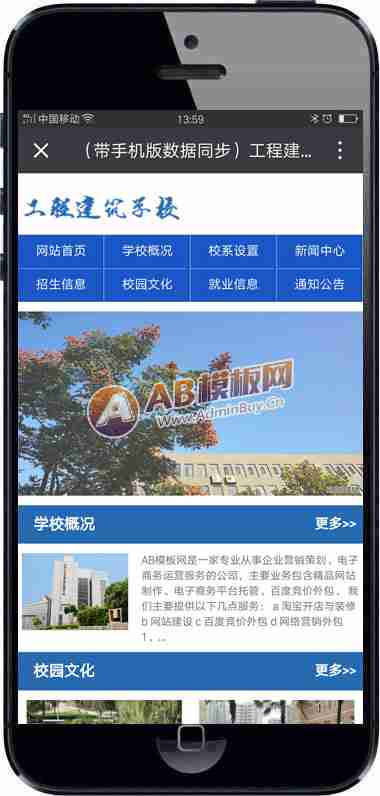 中国移动
13:59
（带手机版数据同步）工程建...
工程建筑学校
网站首页 学校概况 校系设置 新闻中心
招生信息 校园文化 就业信息 通知公告
AB模板网
Www.AdminBuy.Cn
学校概况 更多>>
AB模板网是一家专业从事企业营销策划、电子
商务运营服务的公司，主要业务包含精品网站
制作、电子商务平台托管、百度竞价外包、 我
们主要提供以下几点服务： a 淘宝开店与装修
b 网站建设 c 百度竞价外包 d 网络营销外包
1、...
校园文化 更多>>